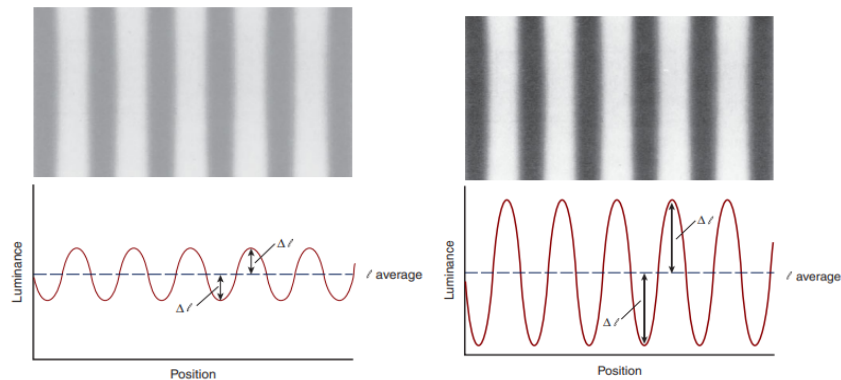 Luminance
Δℓ
Δℓ
ℓ average
Position
Luminance
Δℓ
Δℓ
ℓ average
Position